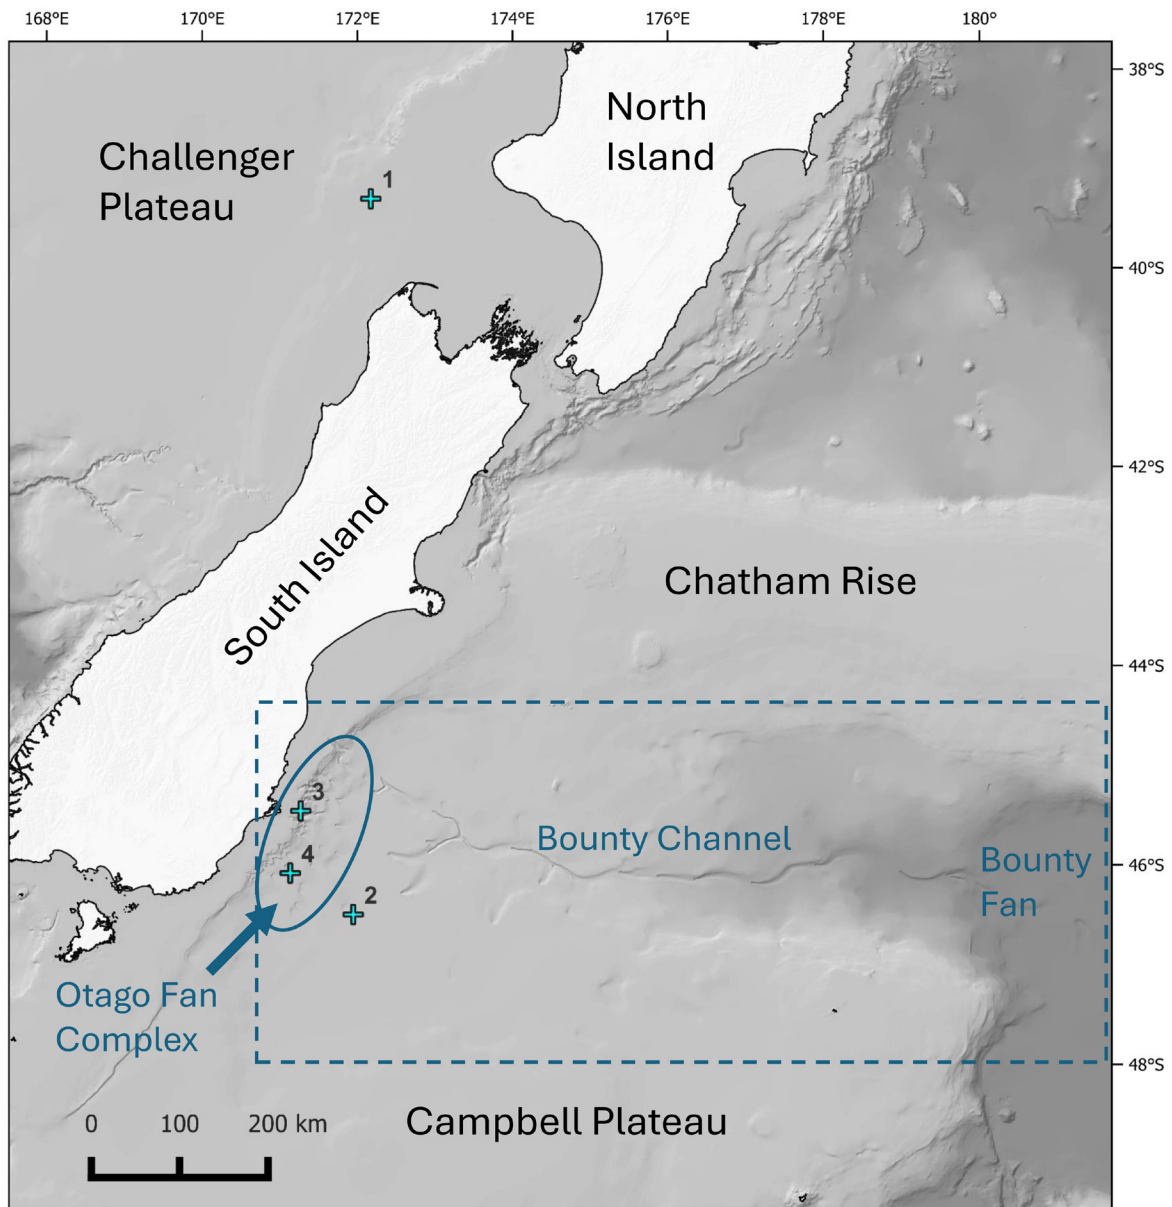 168°E 170°E 172°E 174°E 176°E 178°E 180°
38°S
North
Island
Challenger
Plateau
1
40°S
42°S
South Island
Chatham Rise
44°S
3
Bounty Channel
4
46°S
Bounty
Fan
2
Otago Fan
Complex
48°S
Campbell Plateau
0 100 200 km